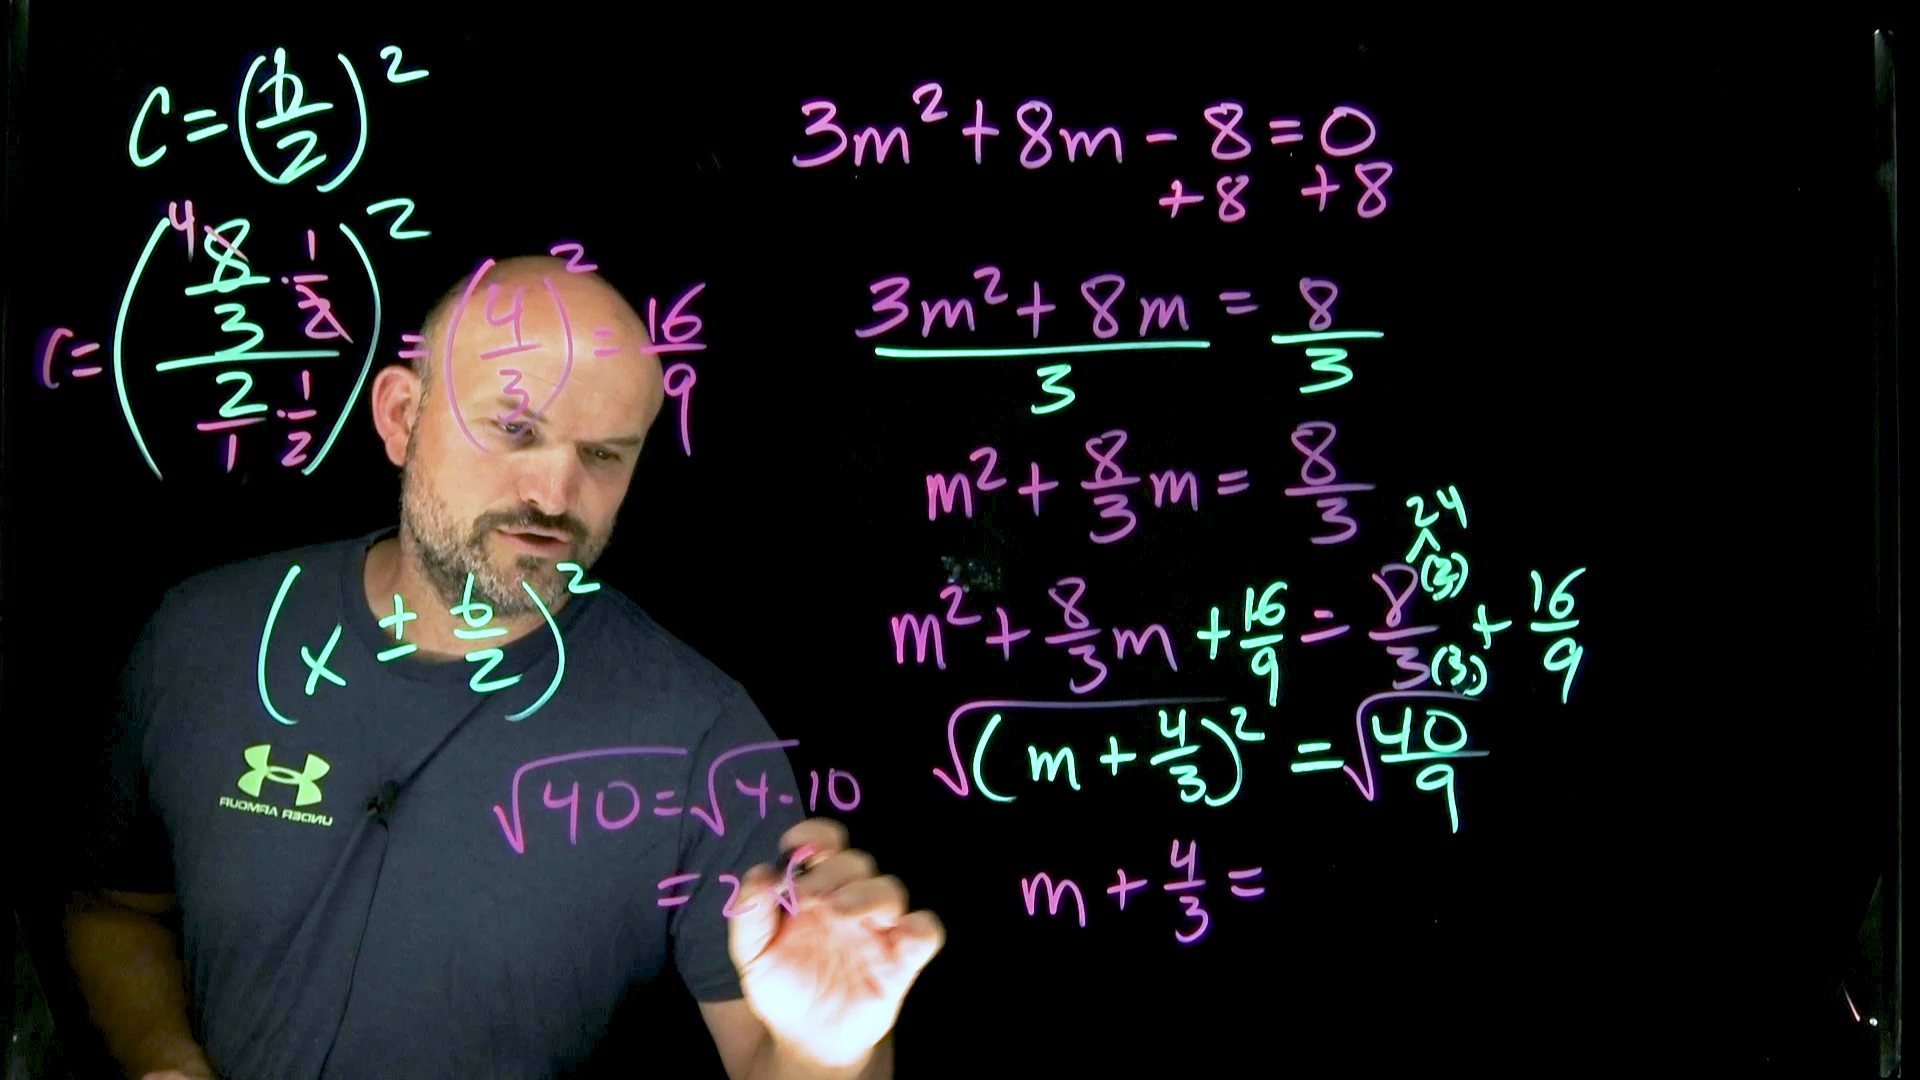 C = (b/2)²
C = ((8/3 · 1/2)/(2/1 · 1/2))² = (4/3)² = 16/9
4
(x ± b/2)²
UNDER ARMOUR
√40 = √4·10
= 2√
3m² + 8m - 8 = 0
+8 +8
3m² + 8m = 8
3 3
m² + 8/3 m = 8/3
24
m² + 8/3 m + 16/9 = 8(3)/3(3) + 16/9
√(m + 4/3)² = √40/9
m + 4/3 =